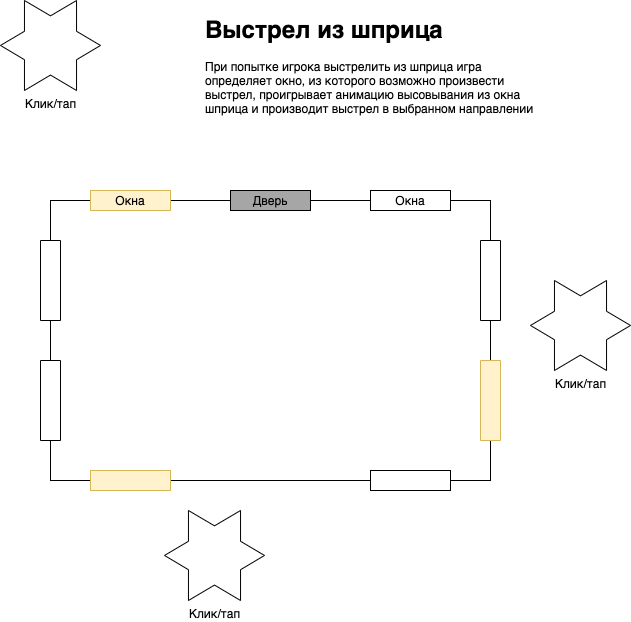 Выстрел из шприца
При попытке игрока выстрелить из шприца игра
определяет окно, из которого возможно произвести
выстрел, проигрывает анимацию высовывания из окна
шприца и производит выстрел в выбранном направлении
Клик/тап
Окна
Дверь
Окна
Клик/тап
Клик/тап